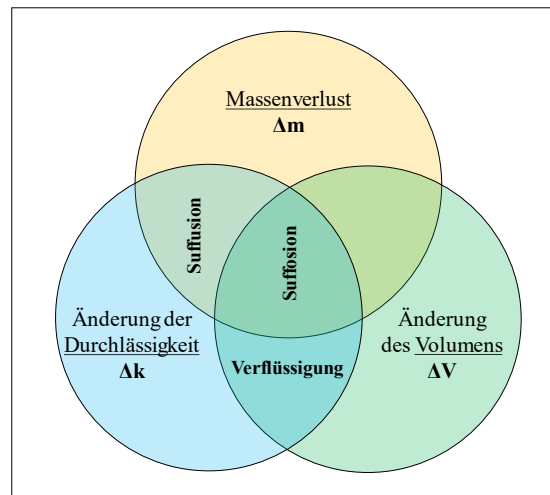 Massenverlust
Δm
Suffusion
Suffosion
Änderung der
Durchlässigkeit
Δk
Verflüssigung
Änderung
des Volumens
ΔV